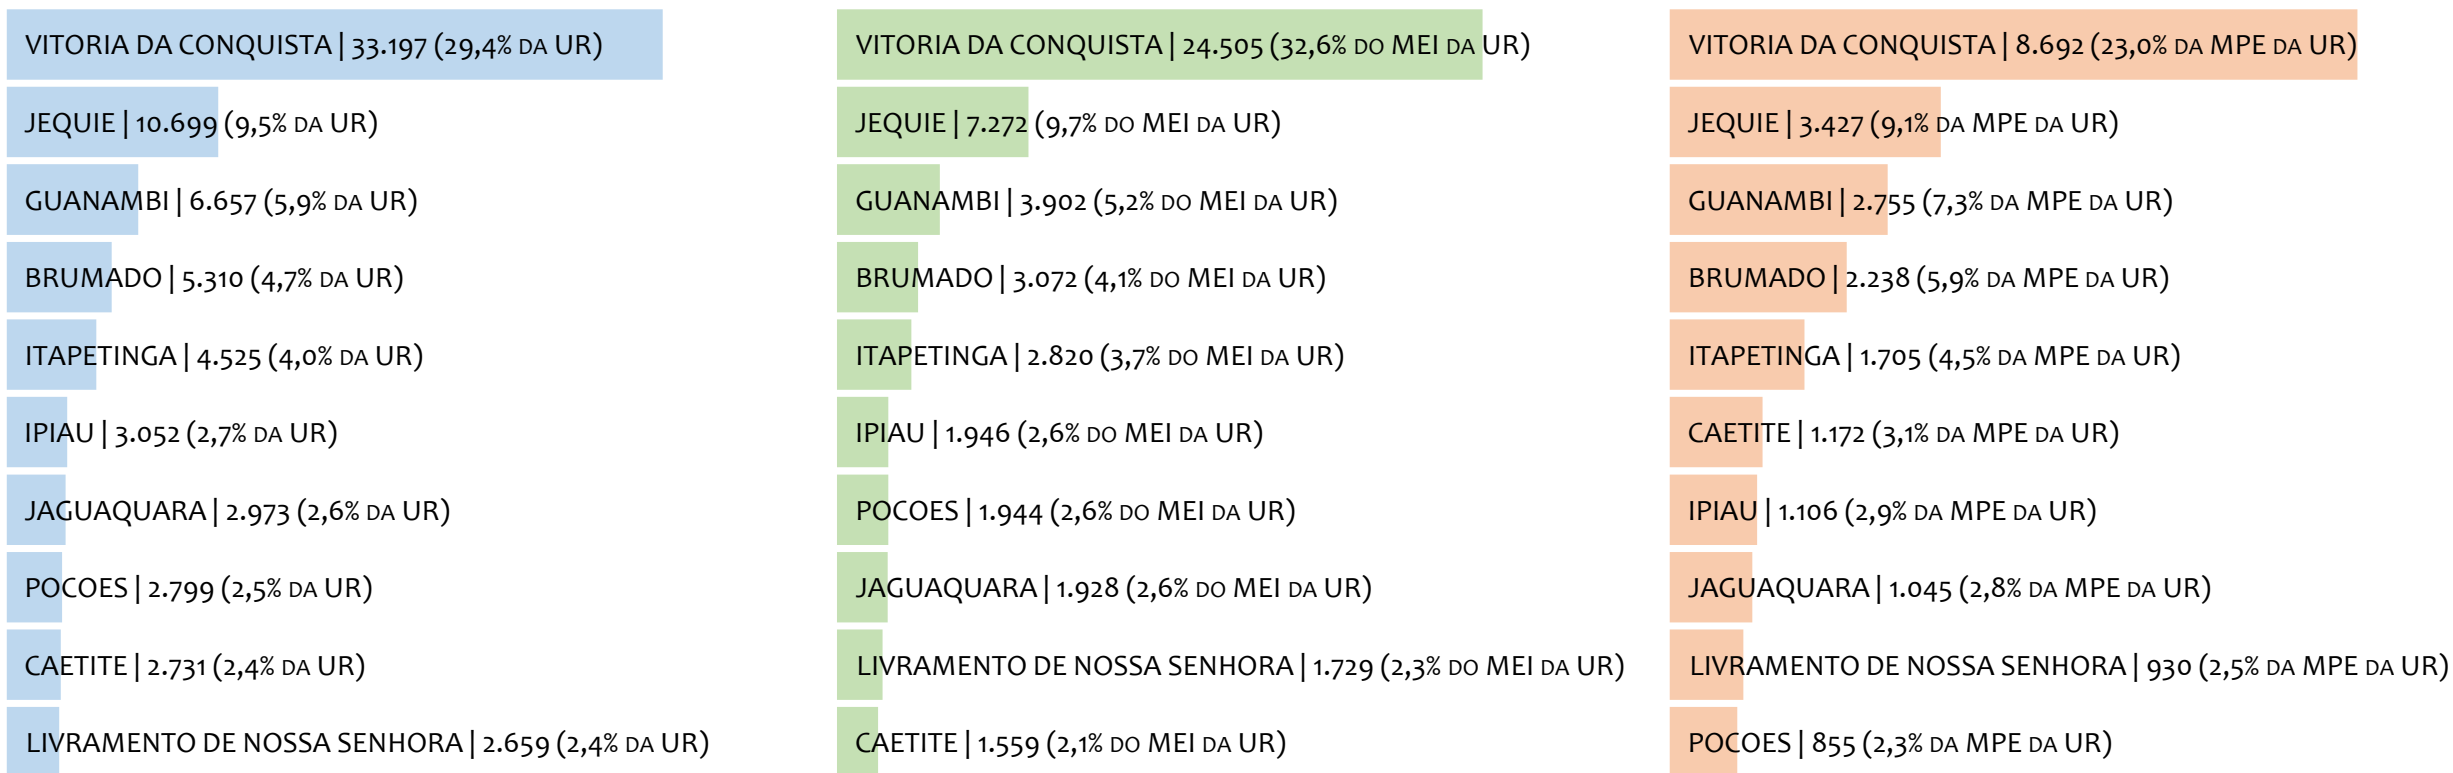 VITORIA DA CONQUISTA | 33.197 (29,4% DA UR)
JEQUIE | 10.699 (9,5% DA UR)
GUANAMBI | 6.657 (5,9% DA UR)
BRUMADO | 5.310 (4,7% DA UR)
ITAPETINGA | 4.525 (4,0% DA UR)
IPIAU | 3.052 (2,7% DA UR)
JAGUAQUARA | 2.973 (2,6% DA UR)
POCOES | 2.799 (2,5% DA UR)
CAETITE | 2.731 (2,4% DA UR)
LIVRAMENTO DE NOSSA SENHORA | 2.659 (2,4% DA UR)
VITORIA DA CONQUISTA | 24.505 (32,6% DO MEI DA UR)
JEQUIE | 7.272 (9,7% DO MEI DA UR)
GUANAMBI | 3.902 (5,2% DO MEI DA UR)
BRUMADO | 3.072 (4,1% DO MEI DA UR)
ITAPETINGA | 2.820 (3,7% DO MEI DA UR)
IPIAU | 1.946 (2,6% DO MEI DA UR)
POCOES | 1.944 (2,6% DO MEI DA UR)
JAGUAQUARA | 1.928 (2,6% DO MEI DA UR)
LIVRAMENTO DE NOSSA SENHORA | 1.729 (2,3% DO MEI DA UR)
CAETITE | 1.559 (2,1% DO MEI DA UR)
VITORIA DA CONQUISTA | 8.692 (23,0% DA MPE DA UR)
JEQUIE | 3.427 (9,1% DA MPE DA UR)
GUANAMBI | 2.755 (7,3% DA MPE DA UR)
BRUMADO | 2.238 (5,9% DA MPE DA UR)
ITAPETINGA | 1.705 (4,5% DA MPE DA UR)
CAETITE | 1.172 (3,1% DA MPE DA UR)
IPIAU | 1.106 (2,9% DA MPE DA UR)
JAGUAQUARA | 1.045 (2,8% DA MPE DA UR)
LIVRAMENTO DE NOSSA SENHORA | 930 (2,5% DA MPE DA UR)
POCOES | 855 (2,3% DA MPE DA UR)